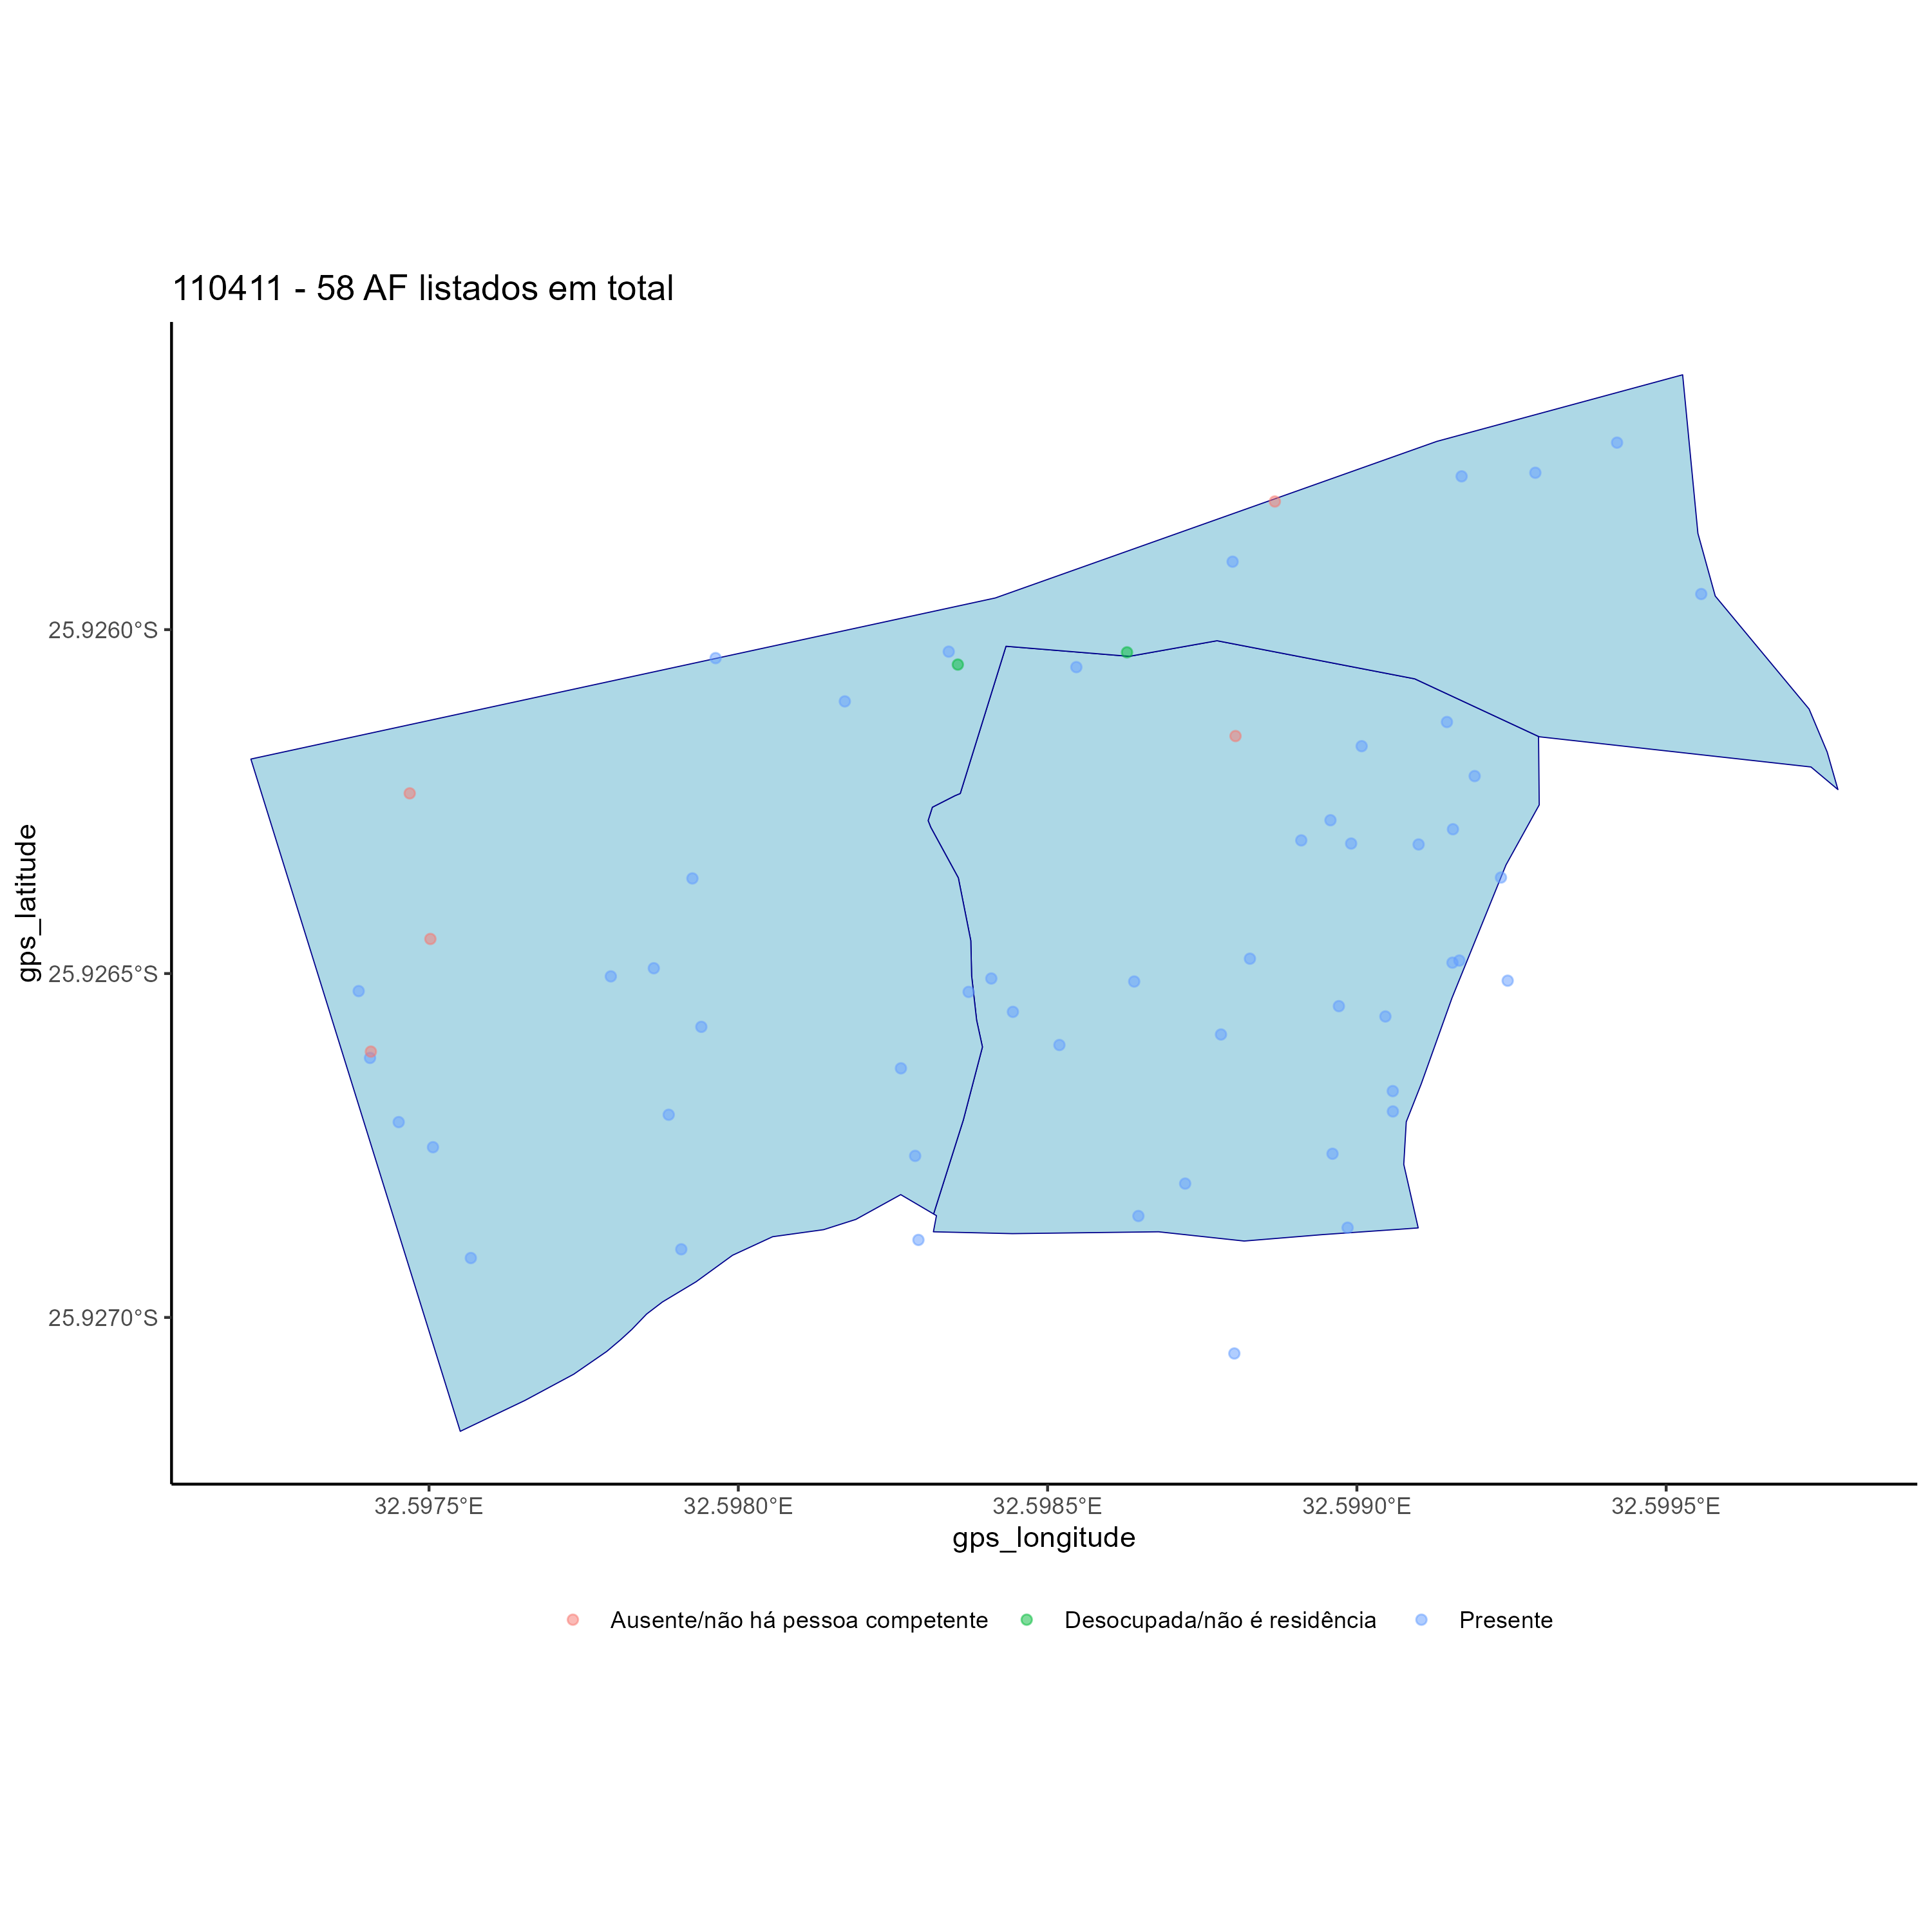 110411 - 58 AF listados em total
gps_latitude
25.9260°S
25.9265°S
25.9270°S
32.5975°E
32.5980°E
32.5985°E
32.5990°E
32.5995°E
gps_longitude
Ausente/não há pessoa competente
Desocupada/não é residência
Presente